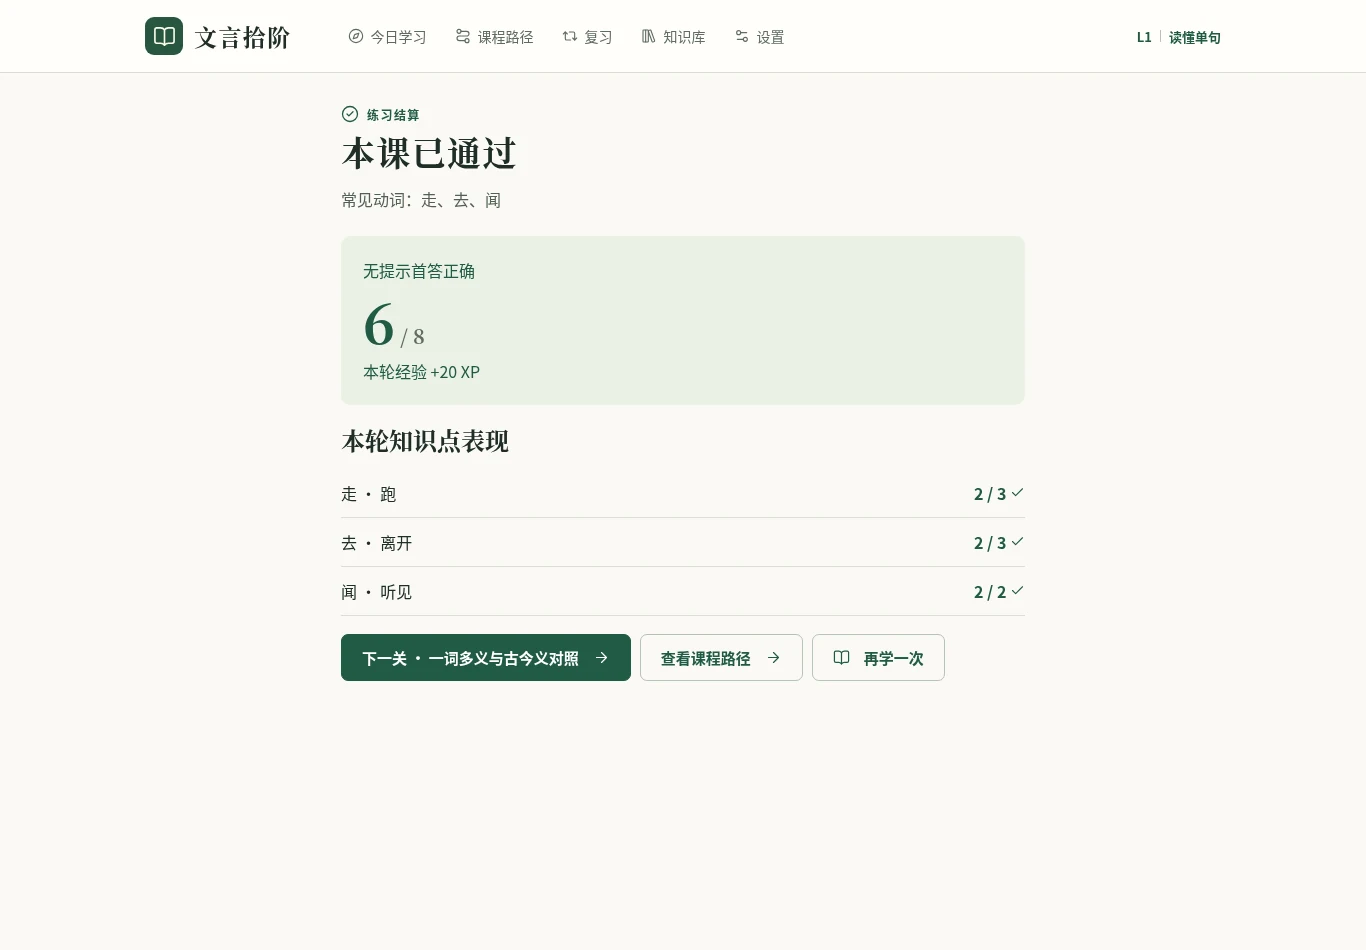 文言拾阶
今日学习
课程路径
复习
知识库
设置
L1 | 读懂单句
练习结算
本课已通过
常见动词：走、去、闻
无提示首答正确
6 / 8
本轮经验 +20 XP
本轮知识点表现
走 · 跑 2 / 3
去 · 离开 2 / 3
闻 · 听见 2 / 2
下一关 · 一词多义与古今义对照
查看课程路径
再学一次